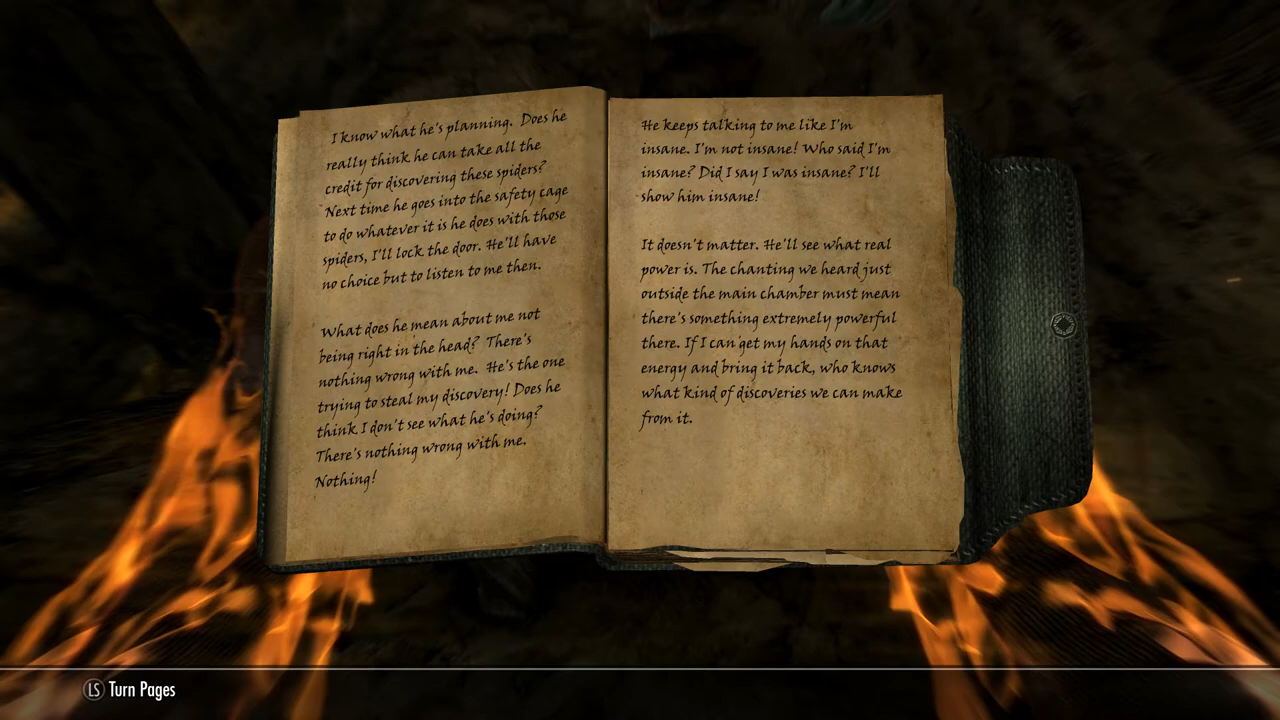 I know what he's planning. Does he
really think he can take all the
credit for discovering these spiders?
Next time he goes into the safety cage
to do whatever it is he does with those
spiders, I'll lock the door. He'll have
no choice but to listen to me then.
What does he mean about me not
being right in the head? There's
nothing wrong with me. He's the one
trying to steal my discovery! Does he
think I don't see what he's doing?
There's nothing wrong with me.
Nothing!
He keeps talking to me like I'm
insane. I'm not insane! Who said I'm
insane? Did I say I was insane? I'll
show him insane!
It doesn't matter. He'll see what real
power is. The chanting we heard just
outside the main chamber must mean
there's something extremely powerful
there. If I can get my hands on that
energy and bring it back, who knows
what kind of discoveries we can make
from it.
LS Turn Pages